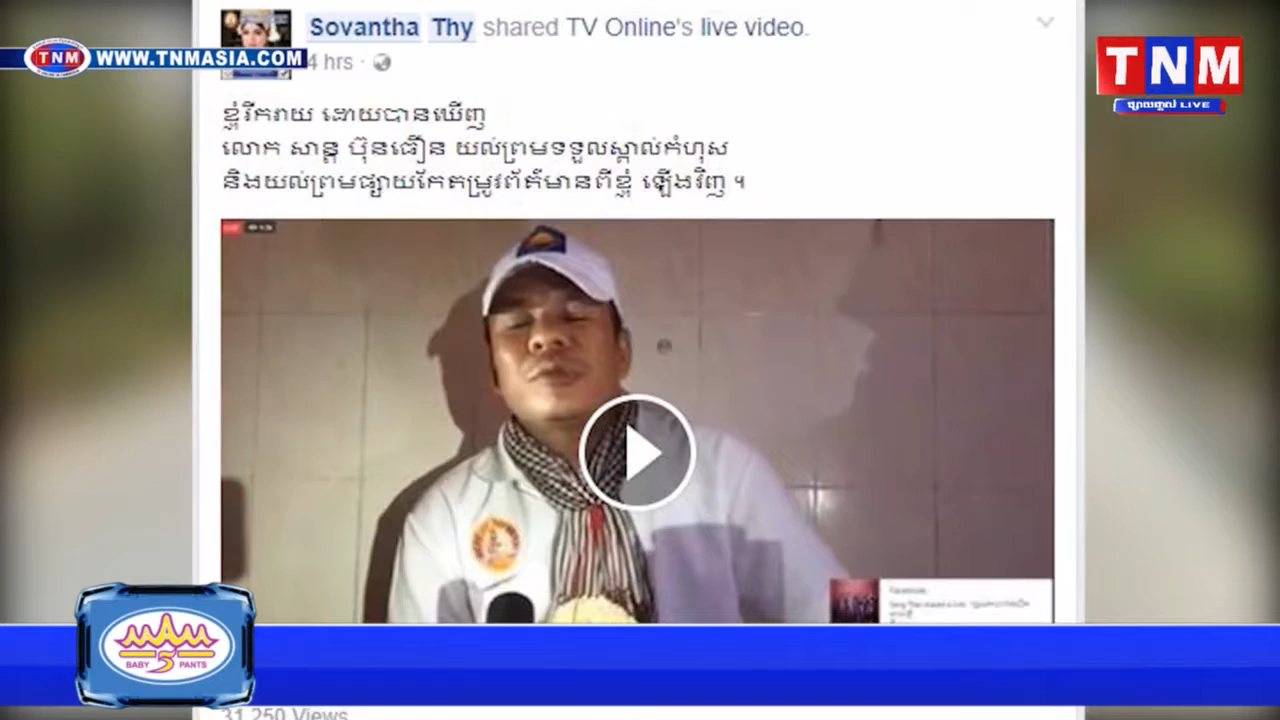 Sovantha Thy shared TV Online's live video.
WWW.TNMASIA.COM
TNM
4 hrs
TNM
ផ្សាយផ្ទាល់ LIVE
ខ្ញុំរីករាយ ដោយបានឃើញ
លោក សាន្ត ប៊ុនធឿន យល់ព្រមទទួលស្គាល់កំហុស
និងយល់ព្រមផ្សាយកែតម្រូវព័ត៌មានពីខ្ញុំ ឡើងវិញ ។
BABY 5 PANTS
31,250 Views